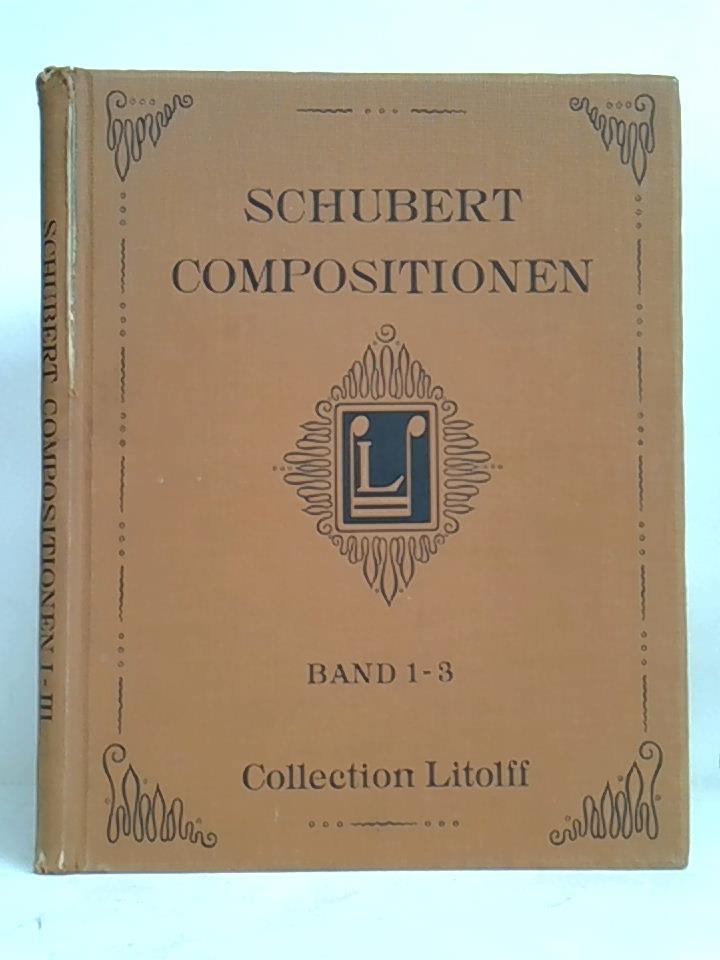 SCHUBERT
COMPOSITIONEN
L
BAND 1-3
Collection Litolff
SCHUBERT COMPOSITIONEN I-III